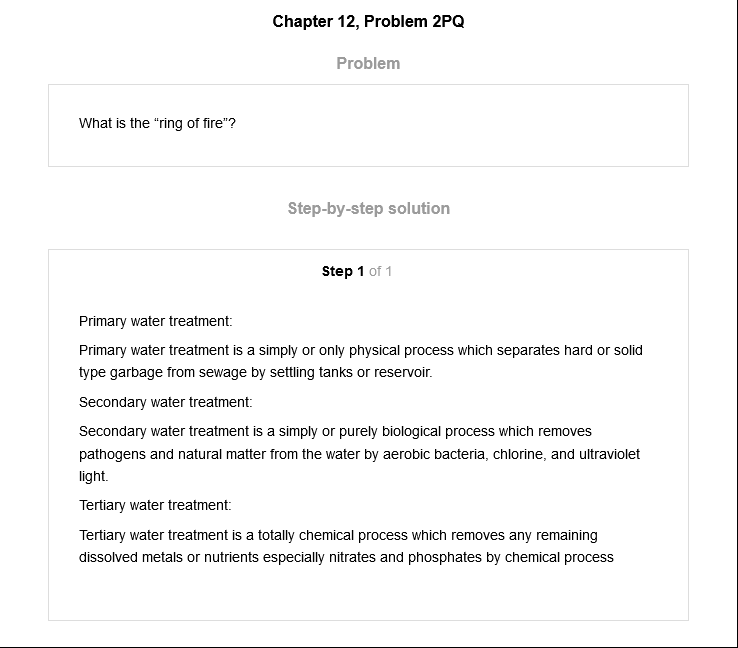 Chapter 12, Problem 2PQ
Problem
What is the “ring of fire”?
Step-by-step solution
Step 1 of 1
Primary water treatment:
Primary water treatment is a simply or only physical process which separates hard or solid
type garbage from sewage by settling tanks or reservoir.
Secondary water treatment:
Secondary water treatment is a simply or purely biological process which removes
pathogens and natural matter from the water by aerobic bacteria, chlorine, and ultraviolet
light.
Tertiary water treatment:
Tertiary water treatment is a totally chemical process which removes any remaining
dissolved metals or nutrients especially nitrates and phosphates by chemical process